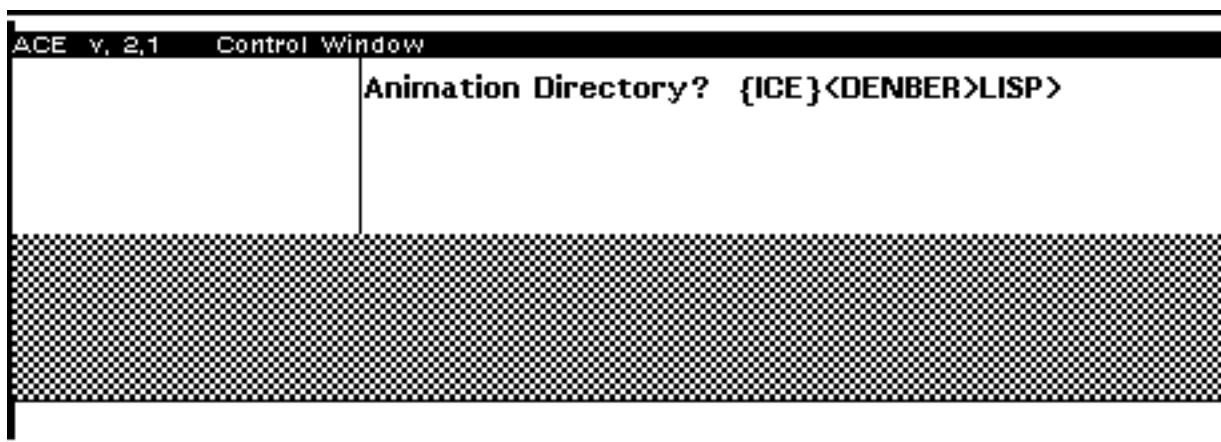 ACE v, 2,1 Control Window
Animation Directory? {ICE}<DENBER>LISP>